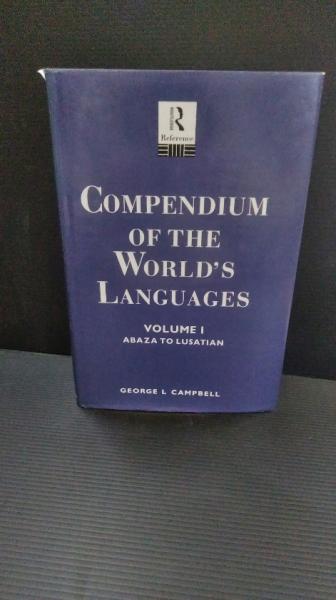 R
Reference
COMPENDIUM
OF THE
WORLD'S
LANGUAGES
VOLUME I
ABAZA TO LUSATIAN
GEORGE L CAMPBELL